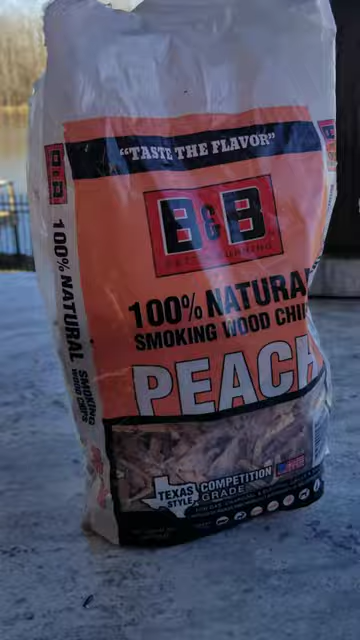 "TASTE THE FLAVOR"
B&B
100% NATURAL
SMOKING WOOD CHIPS
PEACH
TEXAS STYLE
COMPETITION GRADE
B&B
100% NATURAL
SMOKING WOOD CHIPS